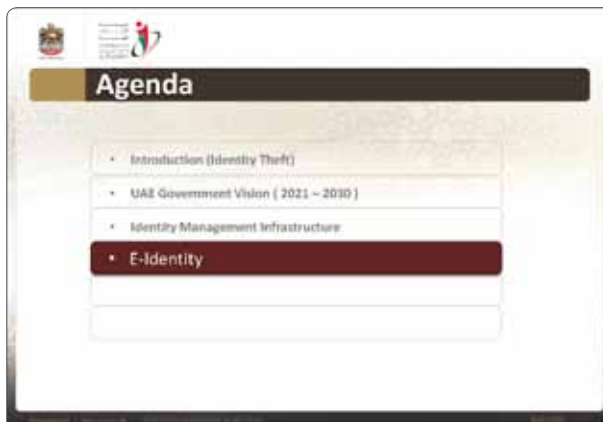 Agenda
• Introduction (Identity Theft)
• UAE Government Vision ( 2021 – 2030 )
• Identity Management Infrastructure
• E-Identity